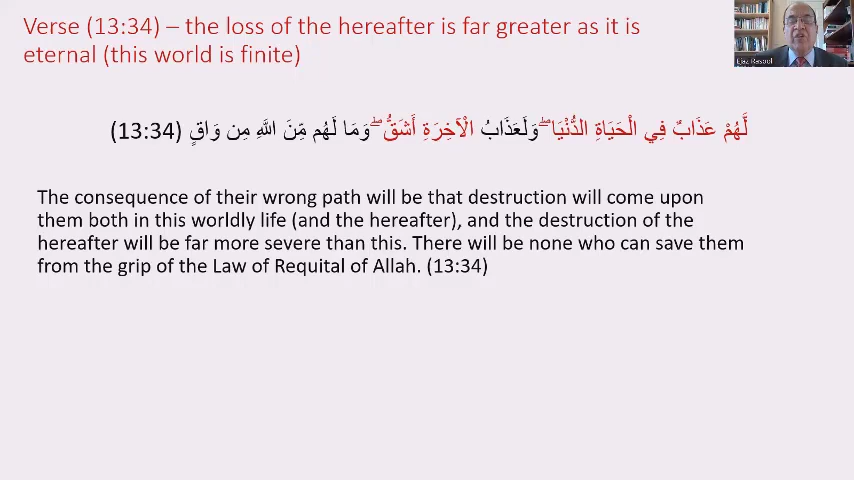 Verse (13:34) – the loss of the hereafter is far greater as it is
eternal (this world is finite)
Ejaz Rasool
لَّهُمْ عَذَابٌ فِي الْحَيَاةِ الدُّنْيَا ۖ وَلَعَذَابُ الْآخِرَةِ أَشَقُّ ۖ وَمَا لَهُم مِّنَ اللَّهِ مِن وَاقٍ (13:34)
The consequence of their wrong path will be that destruction will come upon
them both in this worldly life (and the hereafter), and the destruction of the
hereafter will be far more severe than this. There will be none who can save them
from the grip of the Law of Requital of Allah. (13:34)